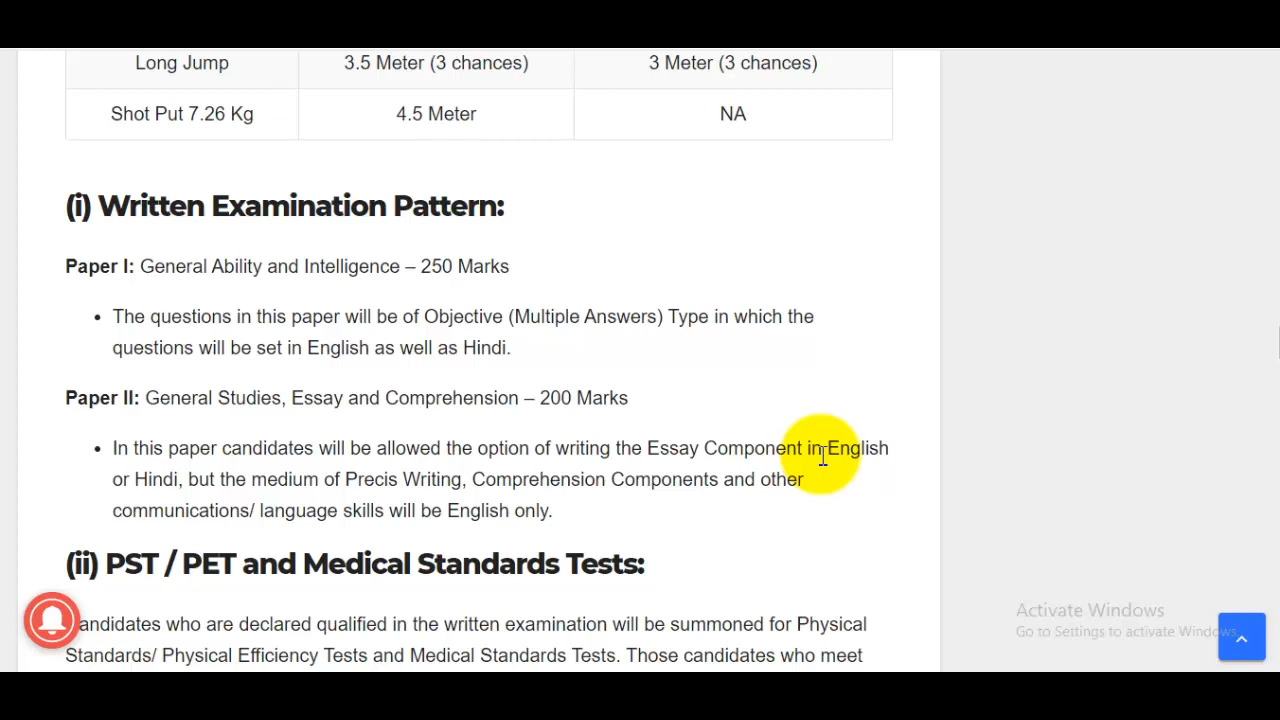 Long Jump 3.5 Meter (3 chances) 3 Meter (3 chances)
Shot Put 7.26 Kg 4.5 Meter NA
(i) Written Examination Pattern:
Paper I: General Ability and Intelligence – 250 Marks
• The questions in this paper will be of Objective (Multiple Answers) Type in which the
questions will be set in English as well as Hindi.
Paper II: General Studies, Essay and Comprehension – 200 Marks
• In this paper candidates will be allowed the option of writing the Essay Component in English
or Hindi, but the medium of Precis Writing, Comprehension Components and other
communications/ language skills will be English only.
(ii) PST / PET and Medical Standards Tests:
Candidates who are declared qualified in the written examination will be summoned for Physical
Standards/ Physical Efficiency Tests and Medical Standards Tests. Those candidates who meet
Activate Windows
Go to Settings to activate Windows.